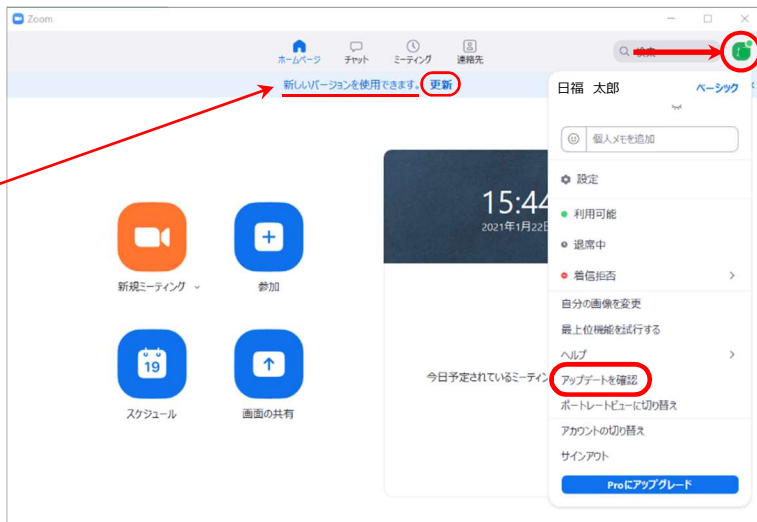 Zoom
ホームページ
チャット
ミーティング
連絡先
検索
新しいバージョンを使用できます。 更新
日福 太郎
ベーシック
個人メモを追加
設定
15:44
2021年1月22日
利用可能
退席中
着信拒否
新規ミーティング
参加
自分の画像を変更
最上位機能を試行する
ヘルプ
19
今日予定されているミーティン
アップデートを確認
スケジュール
画面の共有
ポートレートビューに切り替え
アカウントの切り替え
サインアウト
Proにアップグレード